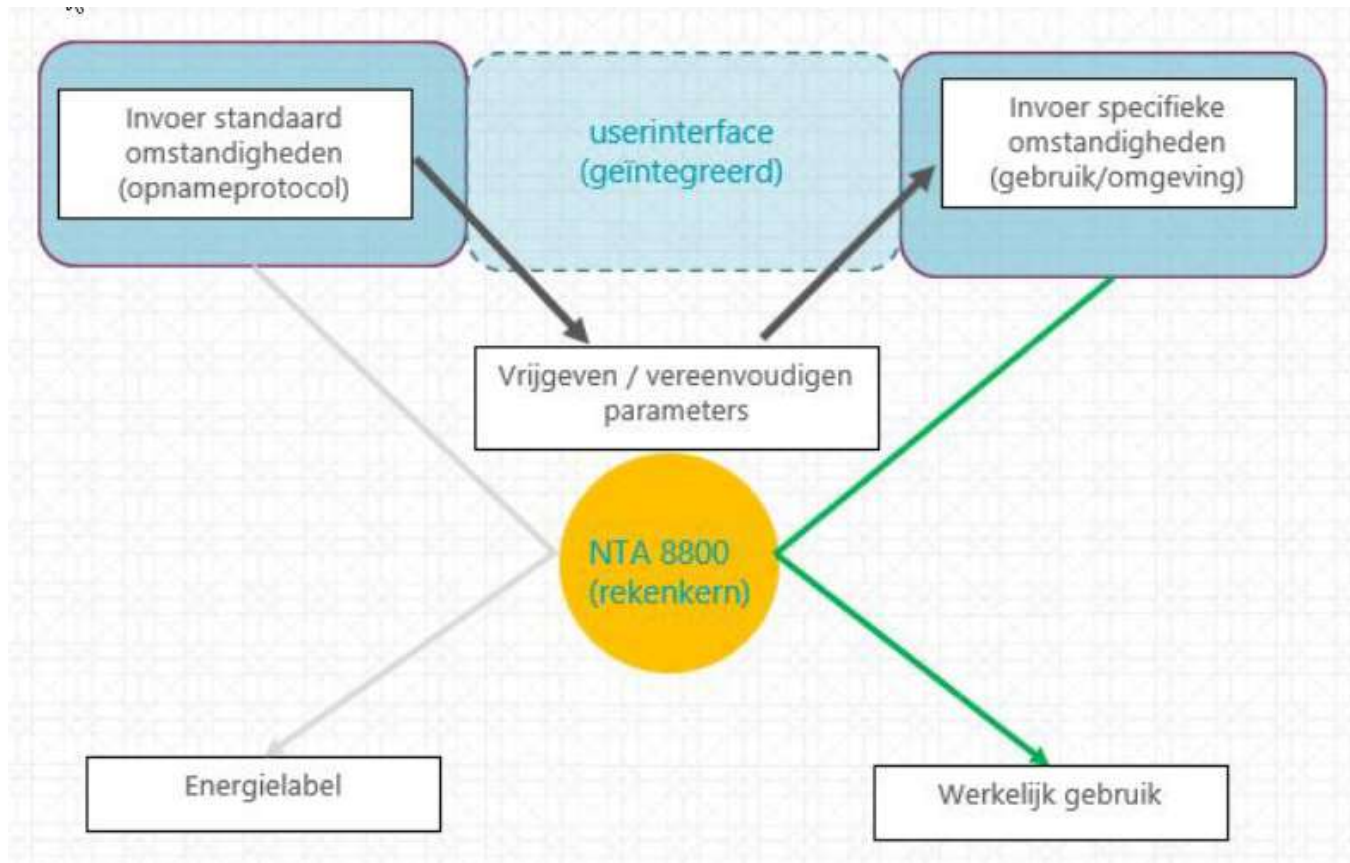 Invoer standaard
omstandigheden
(opnameprotocol)
userinterface
(geïntegreerd)
Invoer specifieke
omstandigheden
(gebruik/omgeving)
Vrijgeven / vereenvoudigen
parameters
NTA 8800
(rekenkern)
Energielabel
Werkelijk gebruik